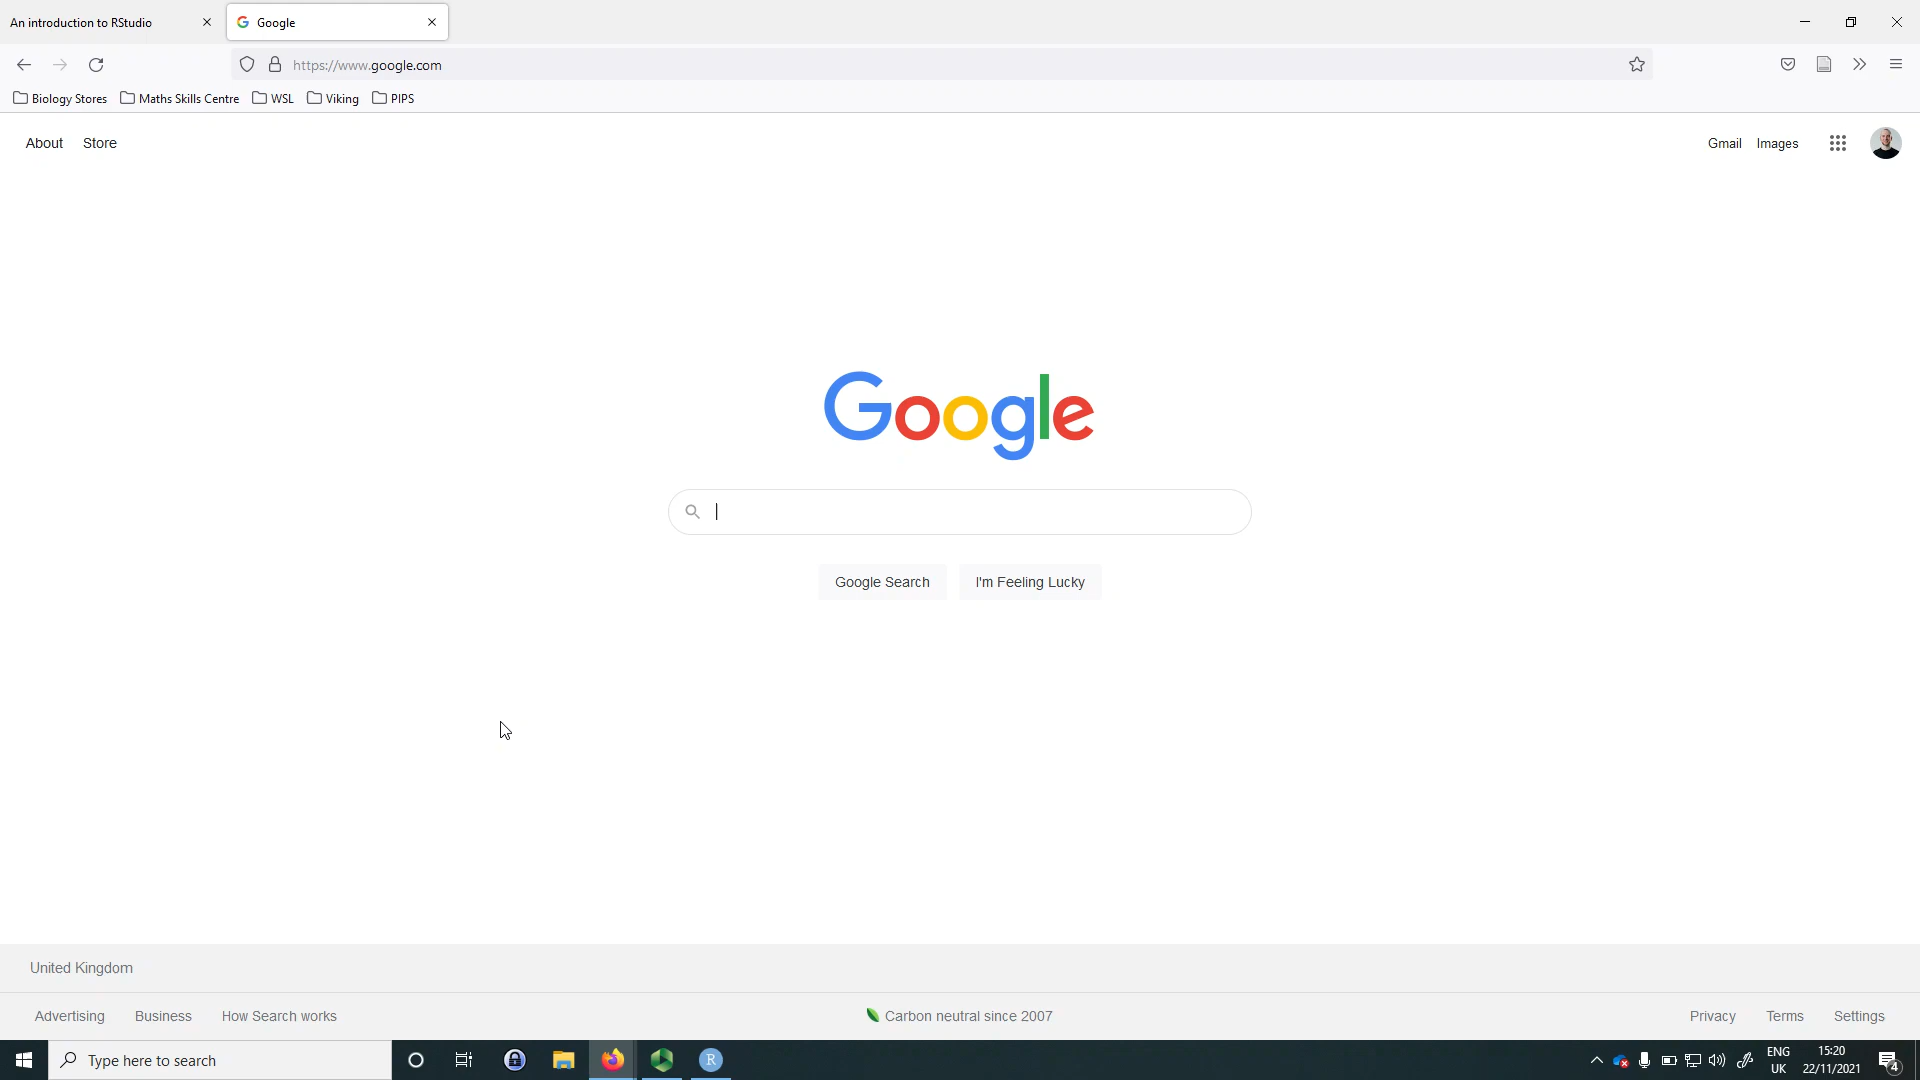 An introduction to RStudio
Google
https://www.google.com
Biology Stores
Maths Skills Centre
WSL
Viking
PIPS
About
Store
Gmail
Images
Google
Google Search
I'm Feeling Lucky
United Kingdom
Advertising
Business
How Search works
Carbon neutral since 2007
Privacy
Terms
Settings
Type here to search
R
ENG
UK
15:20
22/11/2021
4